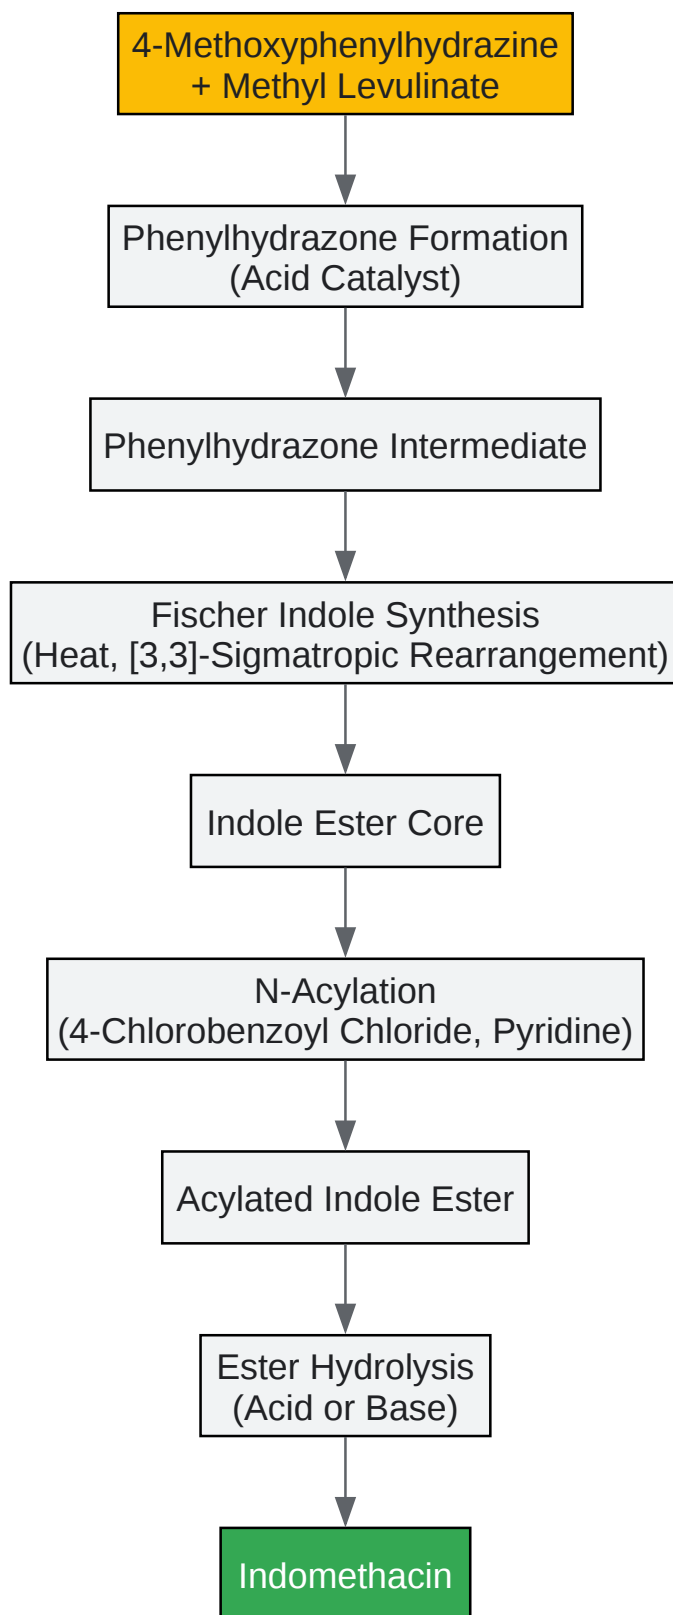 4-Methoxyphenylhydrazine
+ Methyl Levulinate
Phenylhydrazone Formation
(Acid Catalyst)
Phenylhydrazone Intermediate
Fischer Indole Synthesis
(Heat, [3,3]-Sigmatropic Rearrangement)
Indole Ester Core
N-Acylation
(4-Chlorobenzoyl Chloride, Pyridine)
Acylated Indole Ester
Ester Hydrolysis
(Acid or Base)
Indomethacin